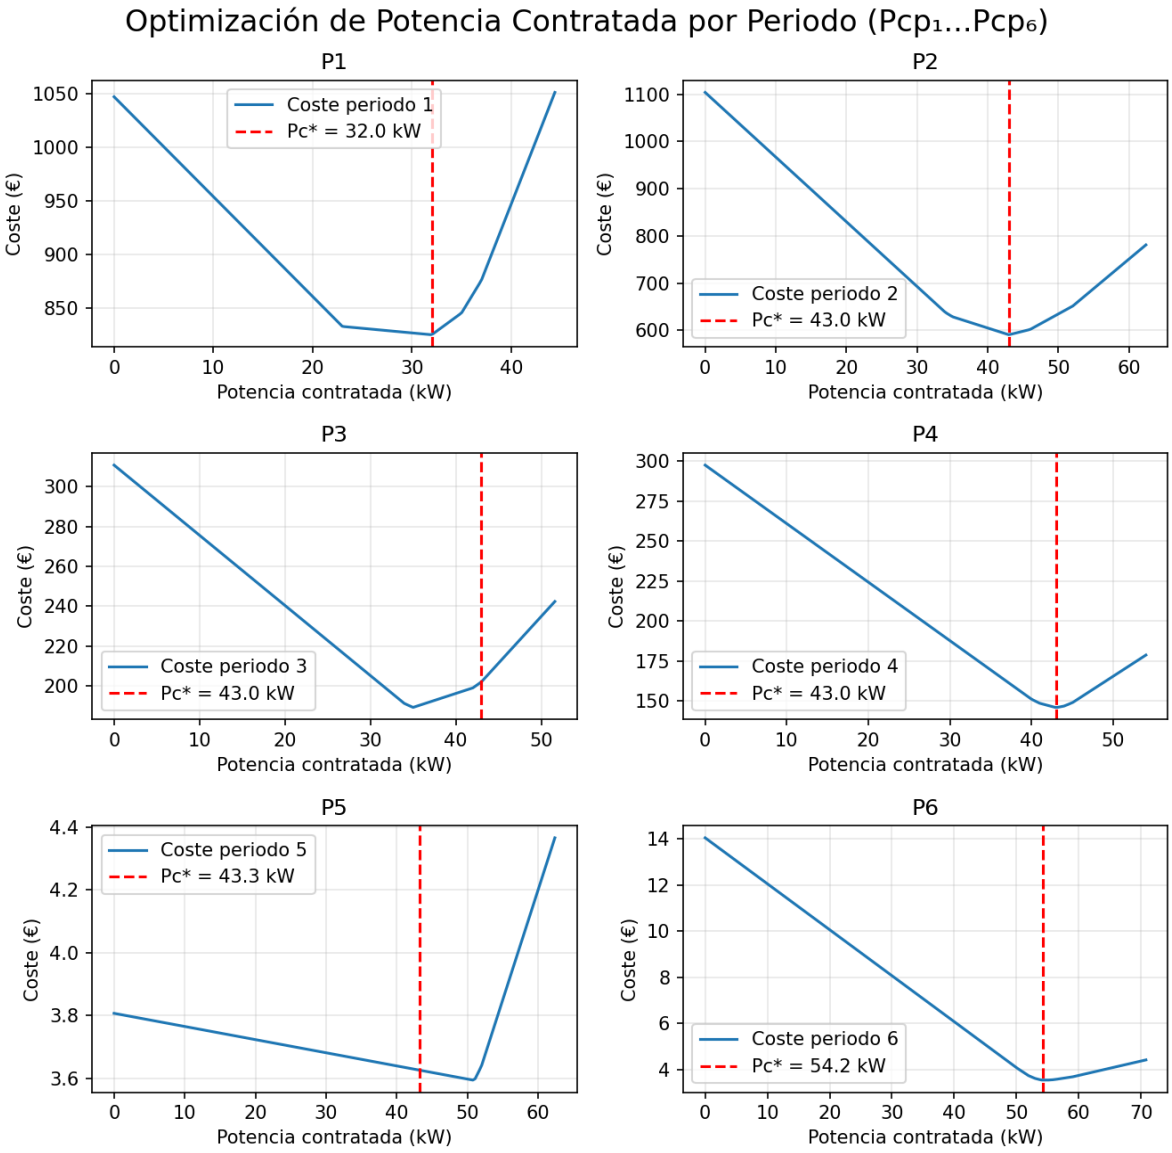 Optimización de Potencia Contratada por Periodo (Pcp₁...Pcp₆)
P1
Coste (€)
1050
1000
950
900
850
Coste periodo 1
Pc* = 32.0 kW
0 10 20 30 40
Potencia contratada (kW)
P2
Coste (€)
1100
1000
900
800
700
600
Coste periodo 2
Pc* = 43.0 kW
0 10 20 30 40 50 60
Potencia contratada (kW)
P3
Coste (€)
300
280
260
240
220
200
Coste periodo 3
Pc* = 43.0 kW
0 10 20 30 40 50
Potencia contratada (kW)
P4
Coste (€)
300
275
250
225
200
175
150
Coste periodo 4
Pc* = 43.0 kW
0 10 20 30 40 50
Potencia contratada (kW)
P5
Coste (€)
4.4
4.2
4.0
3.8
3.6
Coste periodo 5
Pc* = 43.3 kW
0 10 20 30 40 50 60
Potencia contratada (kW)
P6
Coste (€)
14
12
10
8
6
4
Coste periodo 6
Pc* = 54.2 kW
0 10 20 30 40 50 60 70
Potencia contratada (kW)